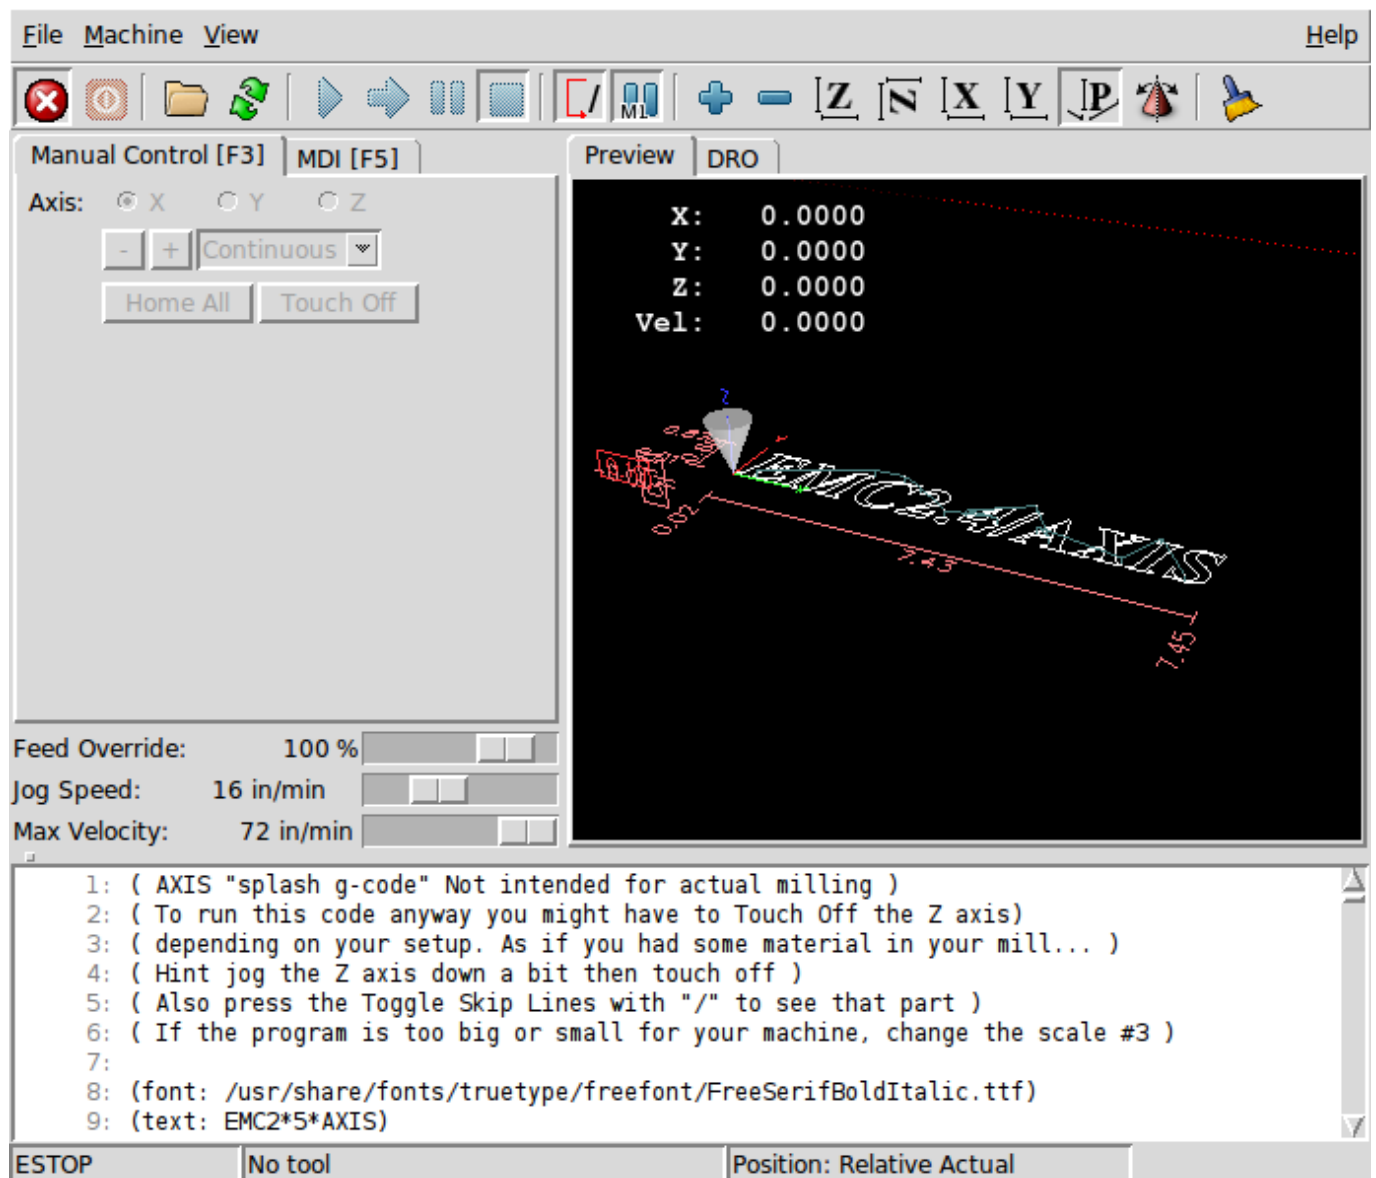 File Machine View Help
M1 Z N X Y P
Manual Control [F3] MDI [F5] Preview DRO
Axis: X Y Z
- + Continuous
Home All Touch Off
X: 0.0000
Y: 0.0000
Z: 0.0000
Vel: 0.0000
Z
EMC2.4/AXIS
0.02
7.43
7.45
Feed Override: 100 %
Jog Speed: 16 in/min
Max Velocity: 72 in/min
1: ( AXIS "splash g-code" Not intended for actual milling )
2: ( To run this code anyway you might have to Touch Off the Z axis)
3: ( depending on your setup. As if you had some material in your mill... )
4: ( Hint jog the Z axis down a bit then touch off )
5: ( Also press the Toggle Skip Lines with "/" to see that part )
6: ( If the program is too big or small for your machine, change the scale #3 )
7:
8: (font: /usr/share/fonts/truetype/freefont/FreeSerifBoldItalic.ttf)
9: (text: EMC2*5*AXIS)
ESTOP No tool Position: Relative Actual